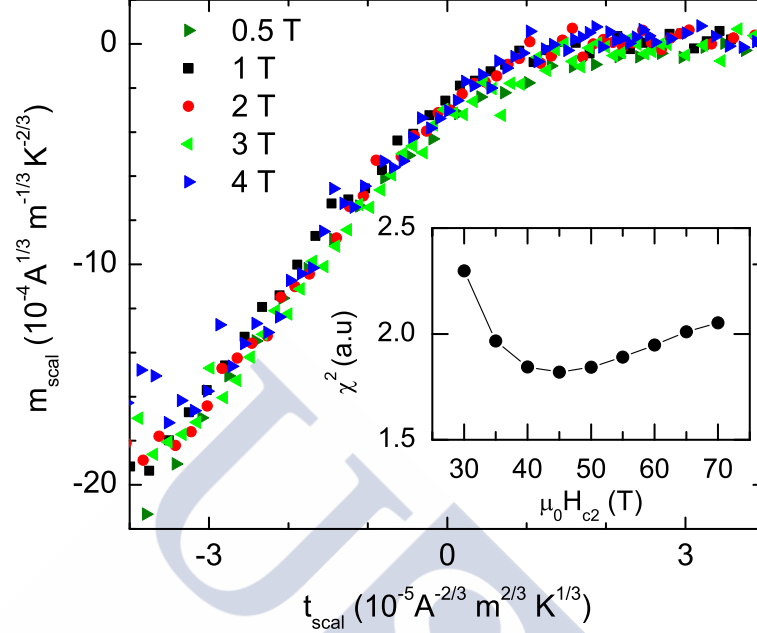 0.5 T
1 T
2 T
3 T
4 T
0
-10
-20
m_scal (10^-4 A^1/3 m^-1/3 K^-2/3)
-3
0
3
t_scal (10^-5 A^-2/3 m^2/3 K^1/3)
2.5
2.0
1.5
χ^2 (a.u)
30 40 50 60 70
μ_0H_c2 (T)